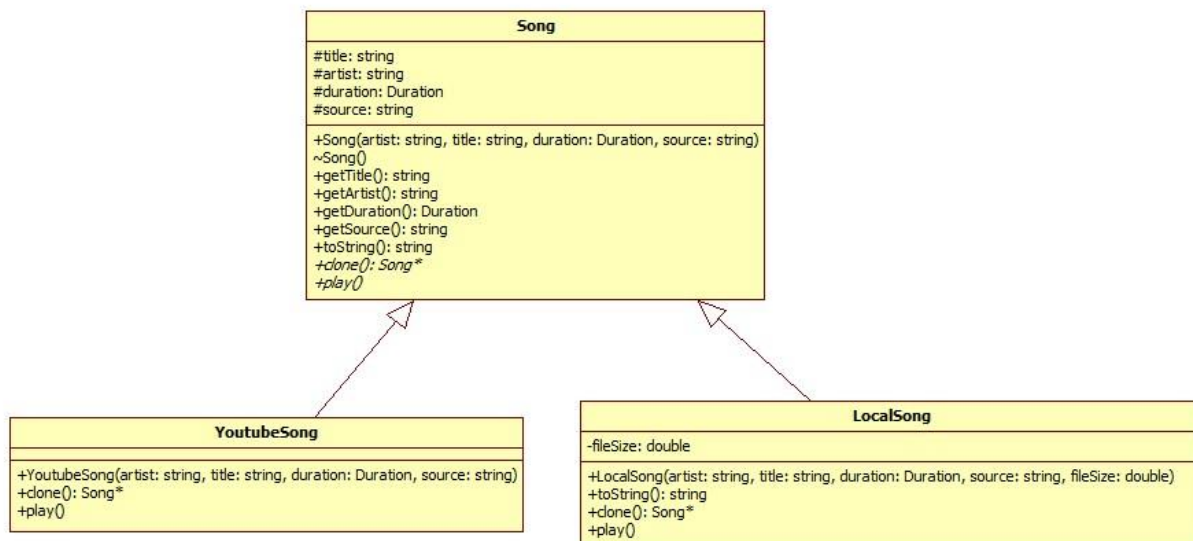 Song
#title: string
#artist: string
#duration: Duration
#source: string
+Song(artist: string, title: string, duration: Duration, source: string)
~Song()
+getTitle(): string
+getArtist(): string
+getDuration(): Duration
+getSource(): string
+toString(): string
+clone(): Song*
+play()
YoutubeSong
+YoutubeSong(artist: string, title: string, duration: Duration, source: string)
+clone(): Song*
+play()
LocalSong
-fileSize: double
+LocalSong(artist: string, title: string, duration: Duration, source: string, fileSize: double)
+toString(): string
+clone(): Song*
+play()